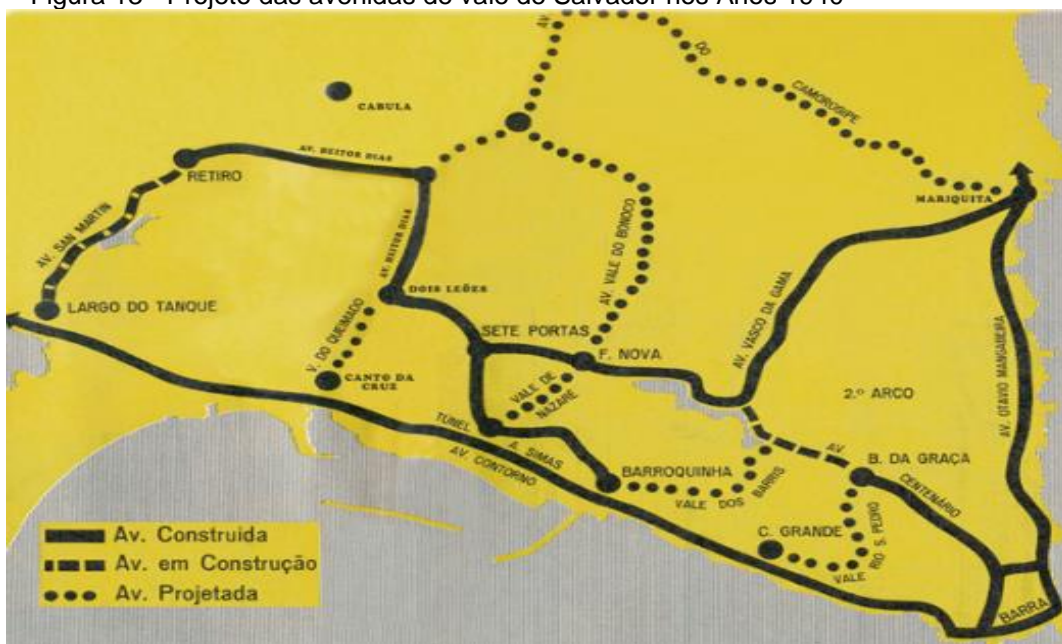 Figura - Projeto das avenidas de vale de Salvador nos Anos 1940
AV. DO CAMOROGIPE
CABULA
AV. HEITOR DIAS
RETIRO
MARIQUITA
AV. SAN MARTIN
AV. HEITOR DIAS
AV. VALE DO BONOCO
LARGO DO TANQUE
DOIS LEÕES
V. DO QUEIMADO
SETE PORTAS
F. NOVA
AV. VASCO DA GAMA
AV. OTAVIO MANGABEIRA
CANTO DA CRUZ
VALE DE NAZARÉ
2.º ARCO
TÚNEL
A. SIMAS
AV. CONTORNO
BARROQUINHA
VALE DOS BARRIS
AV
B. DA GRAÇA
CENTENÁRIO
C. GRANDE
VALE RIO S. PEDRO
BARRA
Av. Construida
Av. em Construção
Av. Projetada